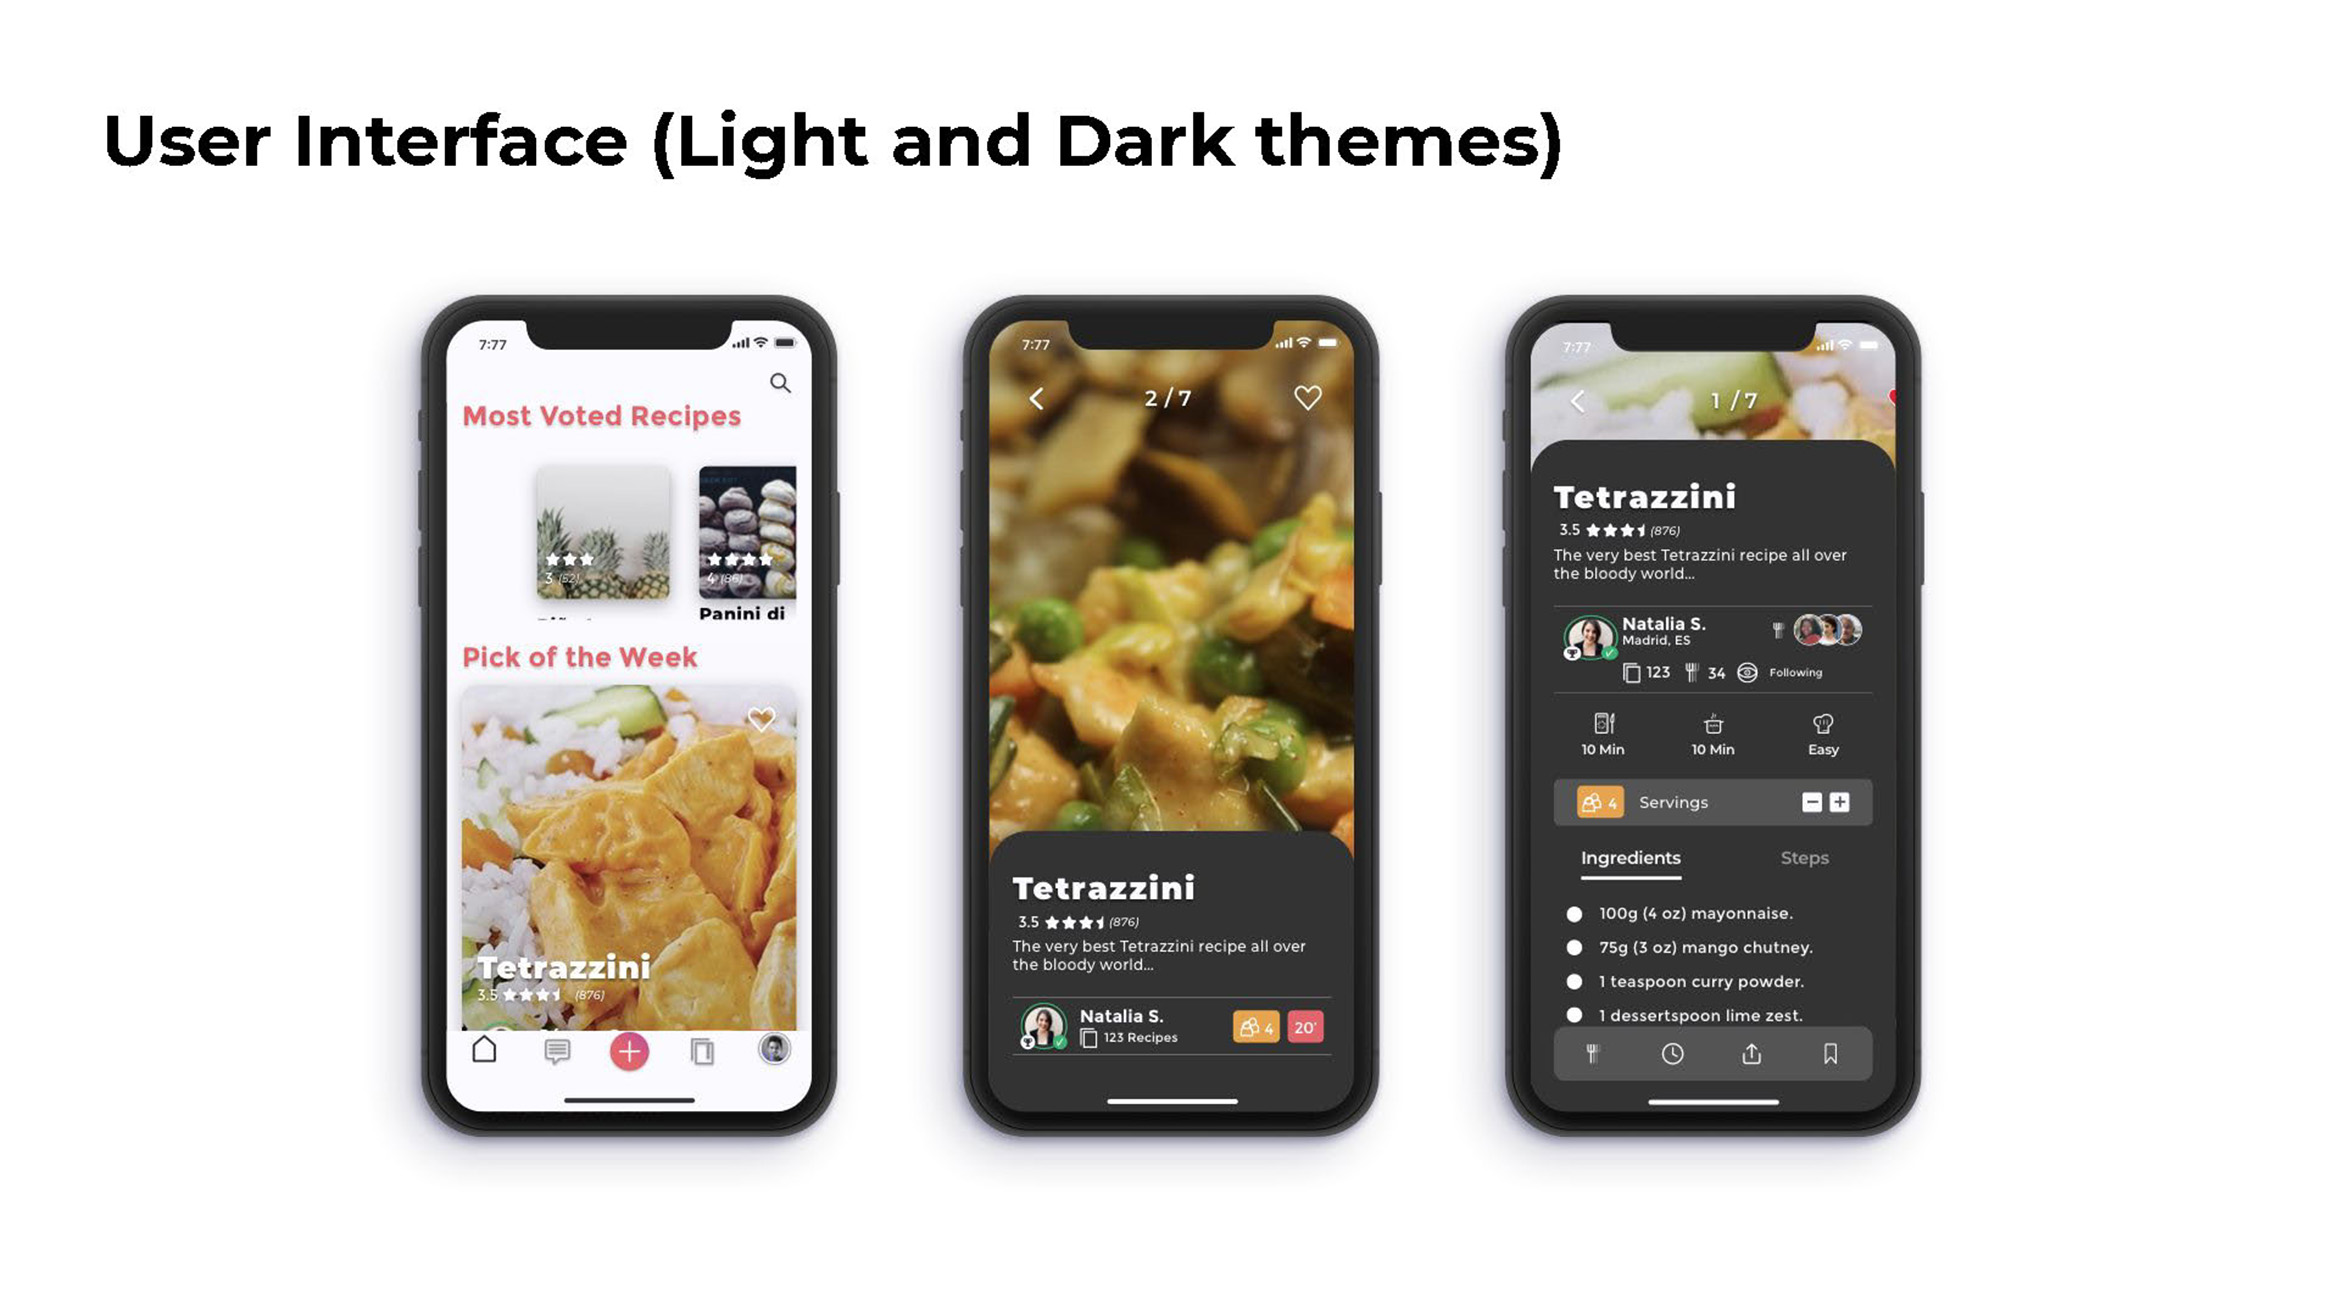 User Interface (Light and Dark themes)
7:77
Most Voted Recipes
3 (52)
4 (86)
Panini di
Pick of the Week
Tetrazzini
3.5 (876)
7:77
2 / 7
Tetrazzini
3.5 (876)
The very best Tetrazzini recipe all over
the bloody world...
Natalia S.
123 Recipes
4
20'
7:77
1 / 7
Tetrazzini
3.5 (876)
The very best Tetrazzini recipe all over
the bloody world...
Natalia S.
Madrid, ES
123 34 Following
10 Min 10 Min Easy
4 Servings
Ingredients Steps
100g (4 oz) mayonnaise.
75g (3 oz) mango chutney.
1 teaspoon curry powder.
1 dessertspoon lime zest.